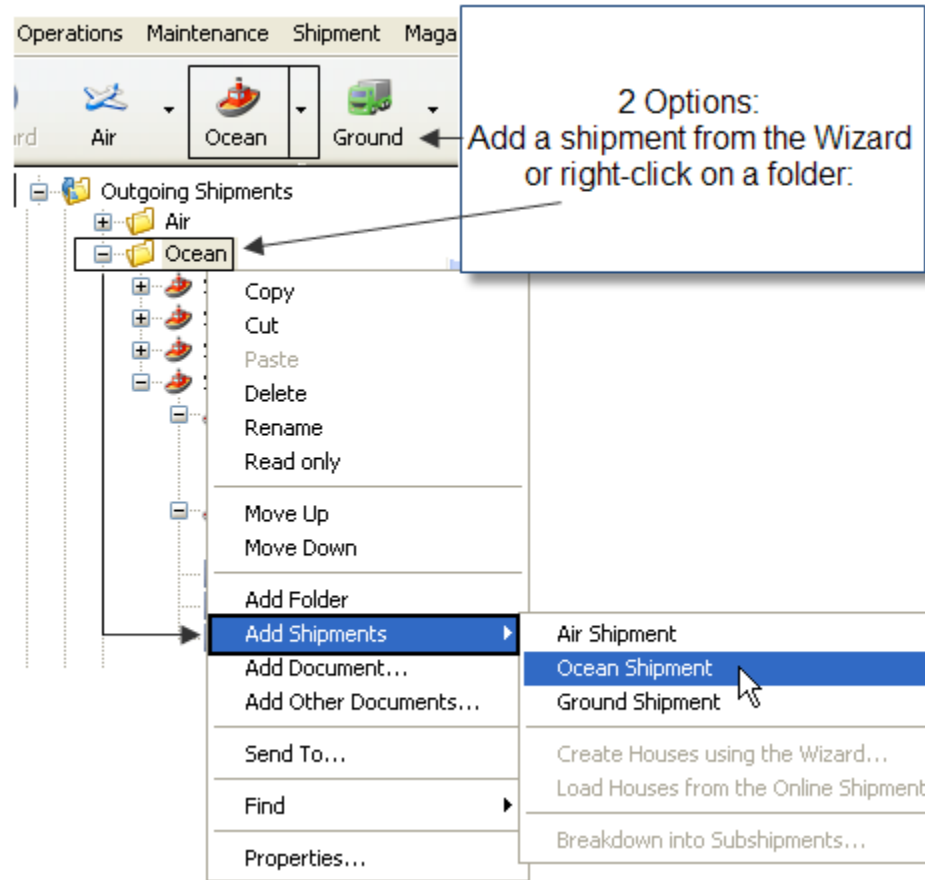 Operations Maintenance Shipment
Air Ocean Ground
2 Options:
Add a shipment from the Wizard
or right-click on a folder:
Outgoing Shipments
Air
Ocean
Copy
Cut
Paste
Delete
Rename
Read only
Move Up
Move Down
Add Folder
Add Shipments
Add Document...
Add Other Documents...
Send To...
Find
Properties...
Air Shipment
Ocean Shipment
Ground Shipment
Create Houses using the Wizard...
Load Houses from the Online Shipment
Breakdown into Subshipments...